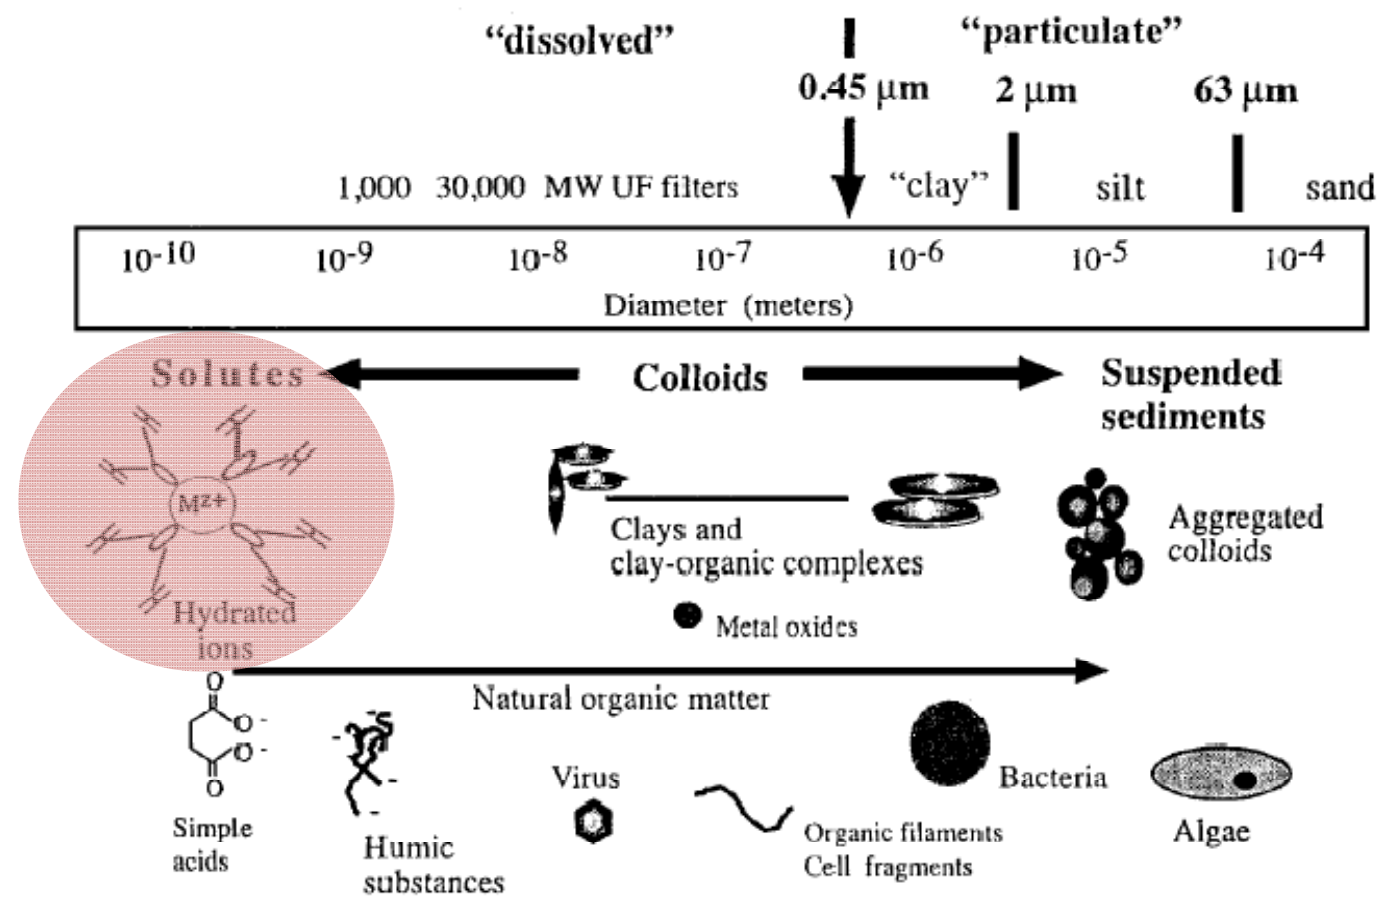 “dissolved”
“particulate”
0.45 µm
2 µm
63 µm
1,000 30,000 MW UF filters
“clay”
silt
sand
10-10 10-9 10-8 10-7 10-6 10-5 10-4
Diameter (meters)
Solutes
Colloids
Suspended
sediments
Mz+
Hydrated
ions
Clays and
clay-organic complexes
Metal oxides
Aggregated
colloids
Natural organic matter
O
O -
O -
O
Simple
acids
- - - -
Humic
substances
Virus
Organic filaments
Cell fragments
Bacteria
Algae